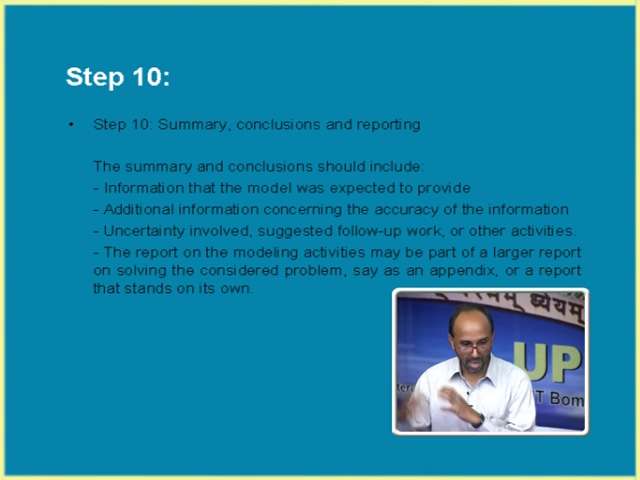 Step 10:
• Step 10: Summary, conclusions and reporting
The summary and conclusions should include:
- Information that the model was expected to provide
- Additional information concerning the accuracy of the information
- Uncertainty involved, suggested follow-up work, or other activities.
- The report on the modeling activities may be part of a larger report
on solving the considered problem, say as an appendix, or a report
that stands on its own.
ध्येयम्
UP
T Bom